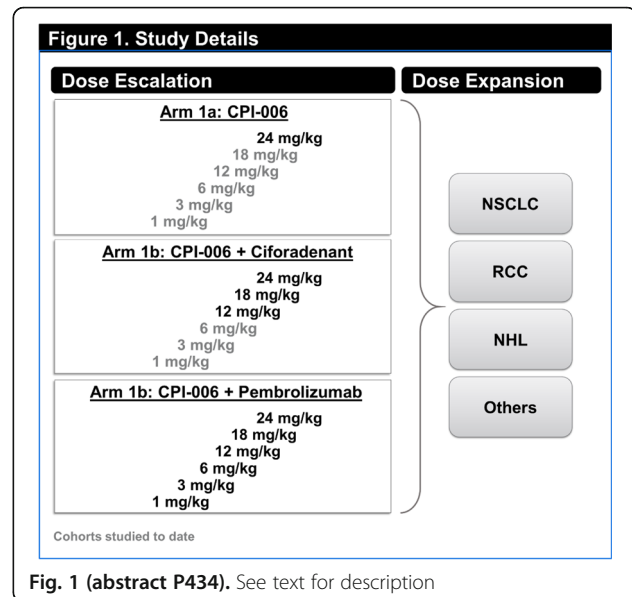 Figure 1. Study Details
Dose Escalation
Dose Expansion
Arm 1a: CPI-006
24 mg/kg
18 mg/kg
12 mg/kg
6 mg/kg
3 mg/kg
1 mg/kg
Arm 1b: CPI-006 + Ciforadenant
24 mg/kg
18 mg/kg
12 mg/kg
6 mg/kg
3 mg/kg
1 mg/kg
Arm 1b: CPI-006 + Pembrolizumab
24 mg/kg
18 mg/kg
12 mg/kg
6 mg/kg
3 mg/kg
1 mg/kg
Cohorts studied to date
NSCLC
RCC
NHL
Others
Fig. 1 (abstract P434). See text for description